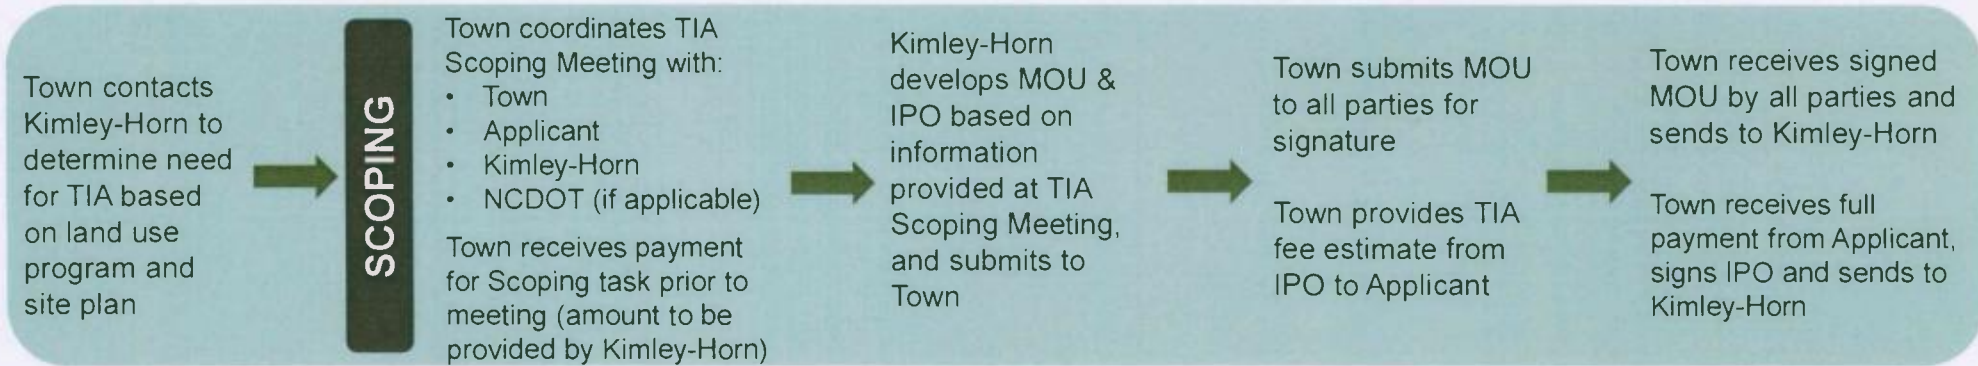 Town contacts
Kimley-Horn to
determine need
for TIA based
on land use
program and
site plan
SCOPING
Town coordinates TIA
Scoping Meeting with:
• Town
• Applicant
• Kimley-Horn
• NCDOT (if applicable)
Town receives payment
for Scoping task prior to
meeting (amount to be
provided by Kimley-Horn)
Kimley-Horn
develops MOU &
IPO based on
information
provided at TIA
Scoping Meeting,
and submits to
Town
Town submits MOU
to all parties for
signature
Town provides TIA
fee estimate from
IPO to Applicant
Town receives signed
MOU by all parties and
sends to Kimley-Horn
Town receives full
payment from Applicant,
signs IPO and sends to
Kimley-Horn